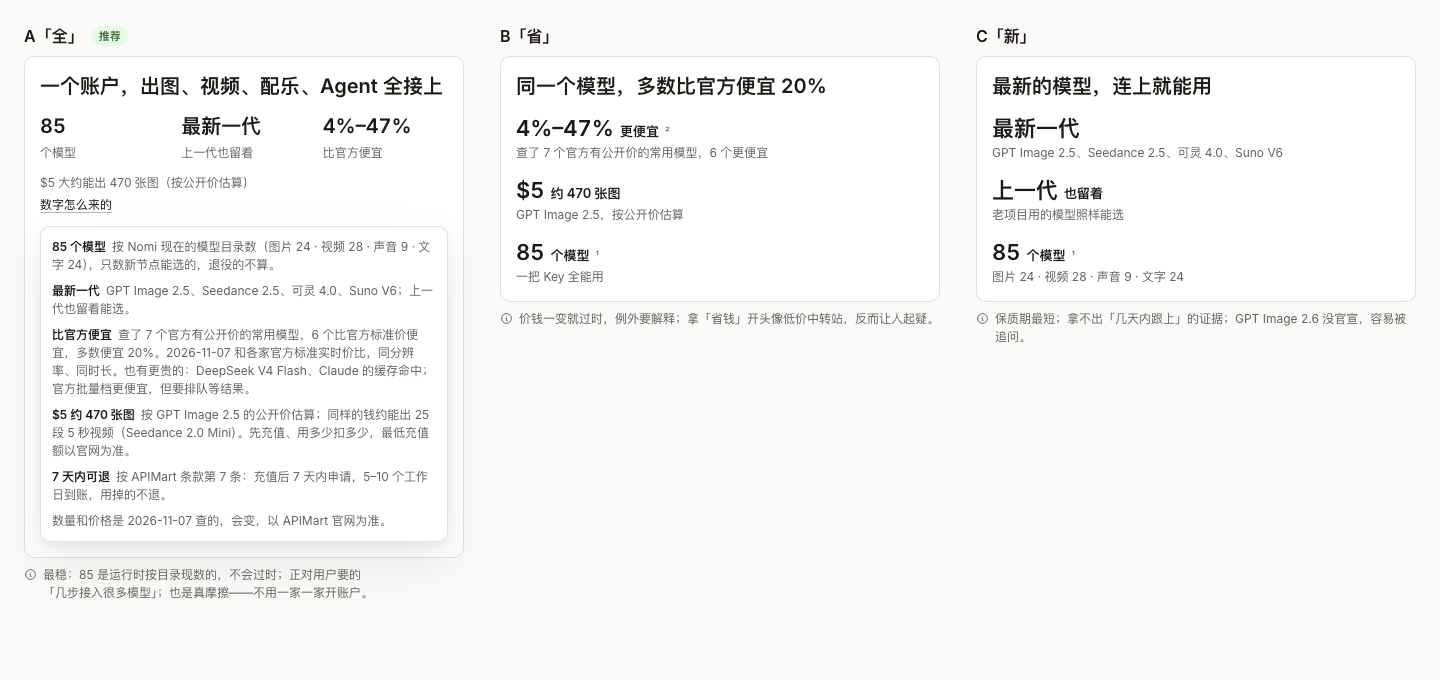 A「全」 推荐
一个账户，出图、视频、配乐、Agent 全接上
85
个模型
最新一代
上一代也留着
4%–47%
比官方便宜
$5 大约能出 470 张图（按公开价估算）
数字怎么来的
85 个模型 按 Nomi 现在的模型目录数（图片 24 · 视频 28 · 声音 9 · 文
字 24），只数新节点能选的，退役的不算。
最新一代 GPT Image 2.5、Seedance 2.5、可灵 4.0、Suno V6；上一
代也留着能选。
比官方便宜 查了 7 个官方有公开价的常用模型，6 个比官方标准价便
宜，多数便宜 20%。2026-11-07 和各家官方标准实时价比，同分辨
率、同时长。也有更贵的：DeepSeek V4 Flash、Claude 的缓存命中；
官方批量档更便宜，但要排队等结果。
$5 约 470 张图 按 GPT Image 2.5 的公开价估算；同样的钱约能出 25
段 5 秒视频（Seedance 2.0 Mini）。先充值、用多少扣多少，最低充值
额以官网为准。
7 天内可退 按 APIMart 条款第 7 条：充值后 7 天内申请，5–10 个工作
日到账，用掉的不退。
数量和价格是 2026-11-07 查的，会变，以 APIMart 官网为准。
最稳：85 是运行时按目录现数的，不会过时；正对用户要的
「几步接入很多模型」；也是真摩擦——不用一家一家开账户。
B「省」
同一个模型，多数比官方便宜 20%
4%–47% 更便宜 ²
查了 7 个官方有公开价的常用模型，6 个更便宜
$5 约 470 张图
GPT Image 2.5，按公开价估算
85 个模型 ¹
一把 Key 全能用
价钱一变就过时，例外要解释；拿「省钱」开头像低价中转站，反而让人起疑。
C「新」
最新的模型，连上就能用
最新一代
GPT Image 2.5、Seedance 2.5、可灵 4.0、Suno V6
上一代 也留着
老项目用的模型照样能选
85 个模型 ¹
图片 24 · 视频 28 · 声音 9 · 文字 24
保质期最短；拿不出「几天内跟上」的证据；GPT Image 2.6 没官宣，容易被
追问。